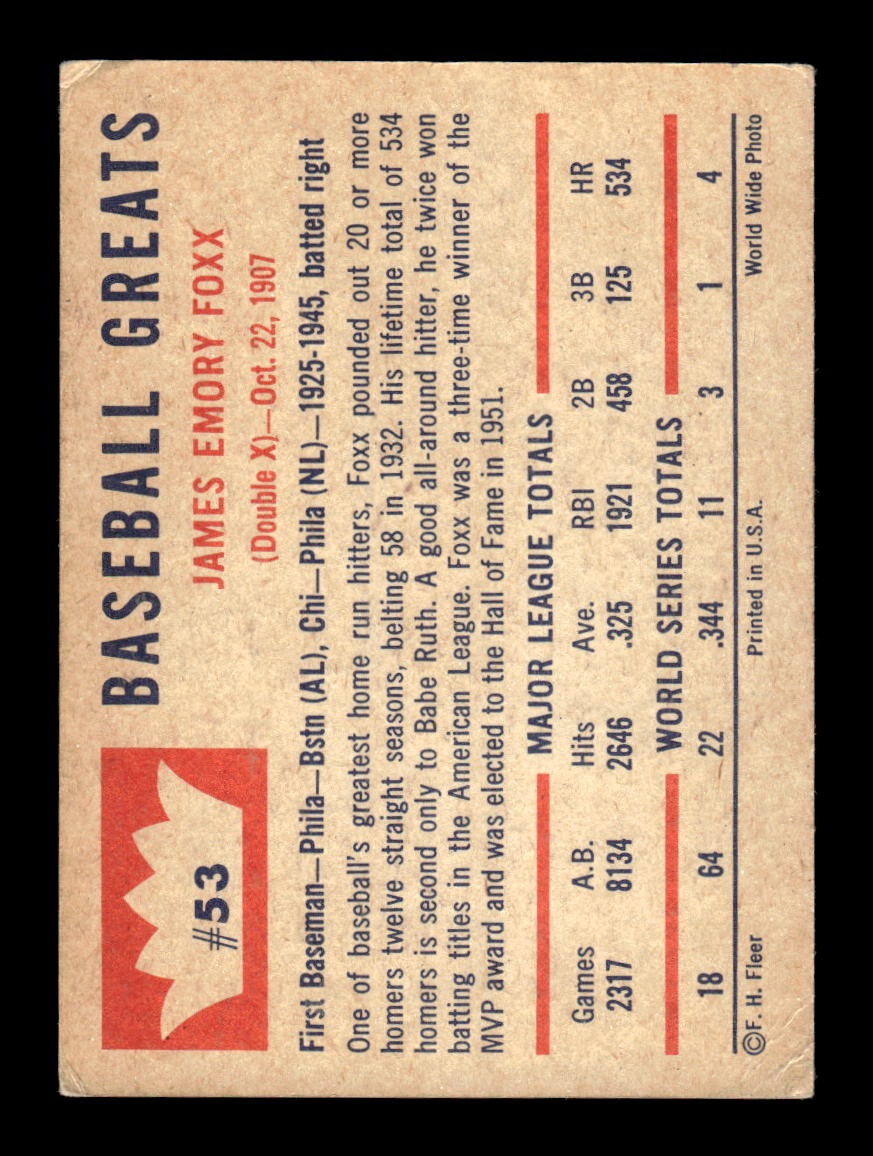 #53
BASEBALL GREATS
JAMES EMORY FOXX
(Double X)—Oct. 22, 1907
First Baseman—Phila—Bstn (AL), Chi—Phila (NL)—1925-1945, batted right
One of baseball's greatest home run hitters, Foxx pounded out 20 or more
homers twelve straight seasons, belting 58 in 1932. His lifetime total of 534
homers is second only to Babe Ruth. A good all-around hitter, he twice won
batting titles in the American League. Foxx was a three-time winner of the
MVP award and was elected to the Hall of Fame in 1951.
MAJOR LEAGUE TOTALS
Games A.B. Hits Ave. RBI 2B 3B HR
2317 8134 2646 .325 1921 458 125 534
WORLD SERIES TOTALS
18 64 22 .344 11 3 1 4
©F. H. Fleer Printed in U.S.A. World Wide Photo